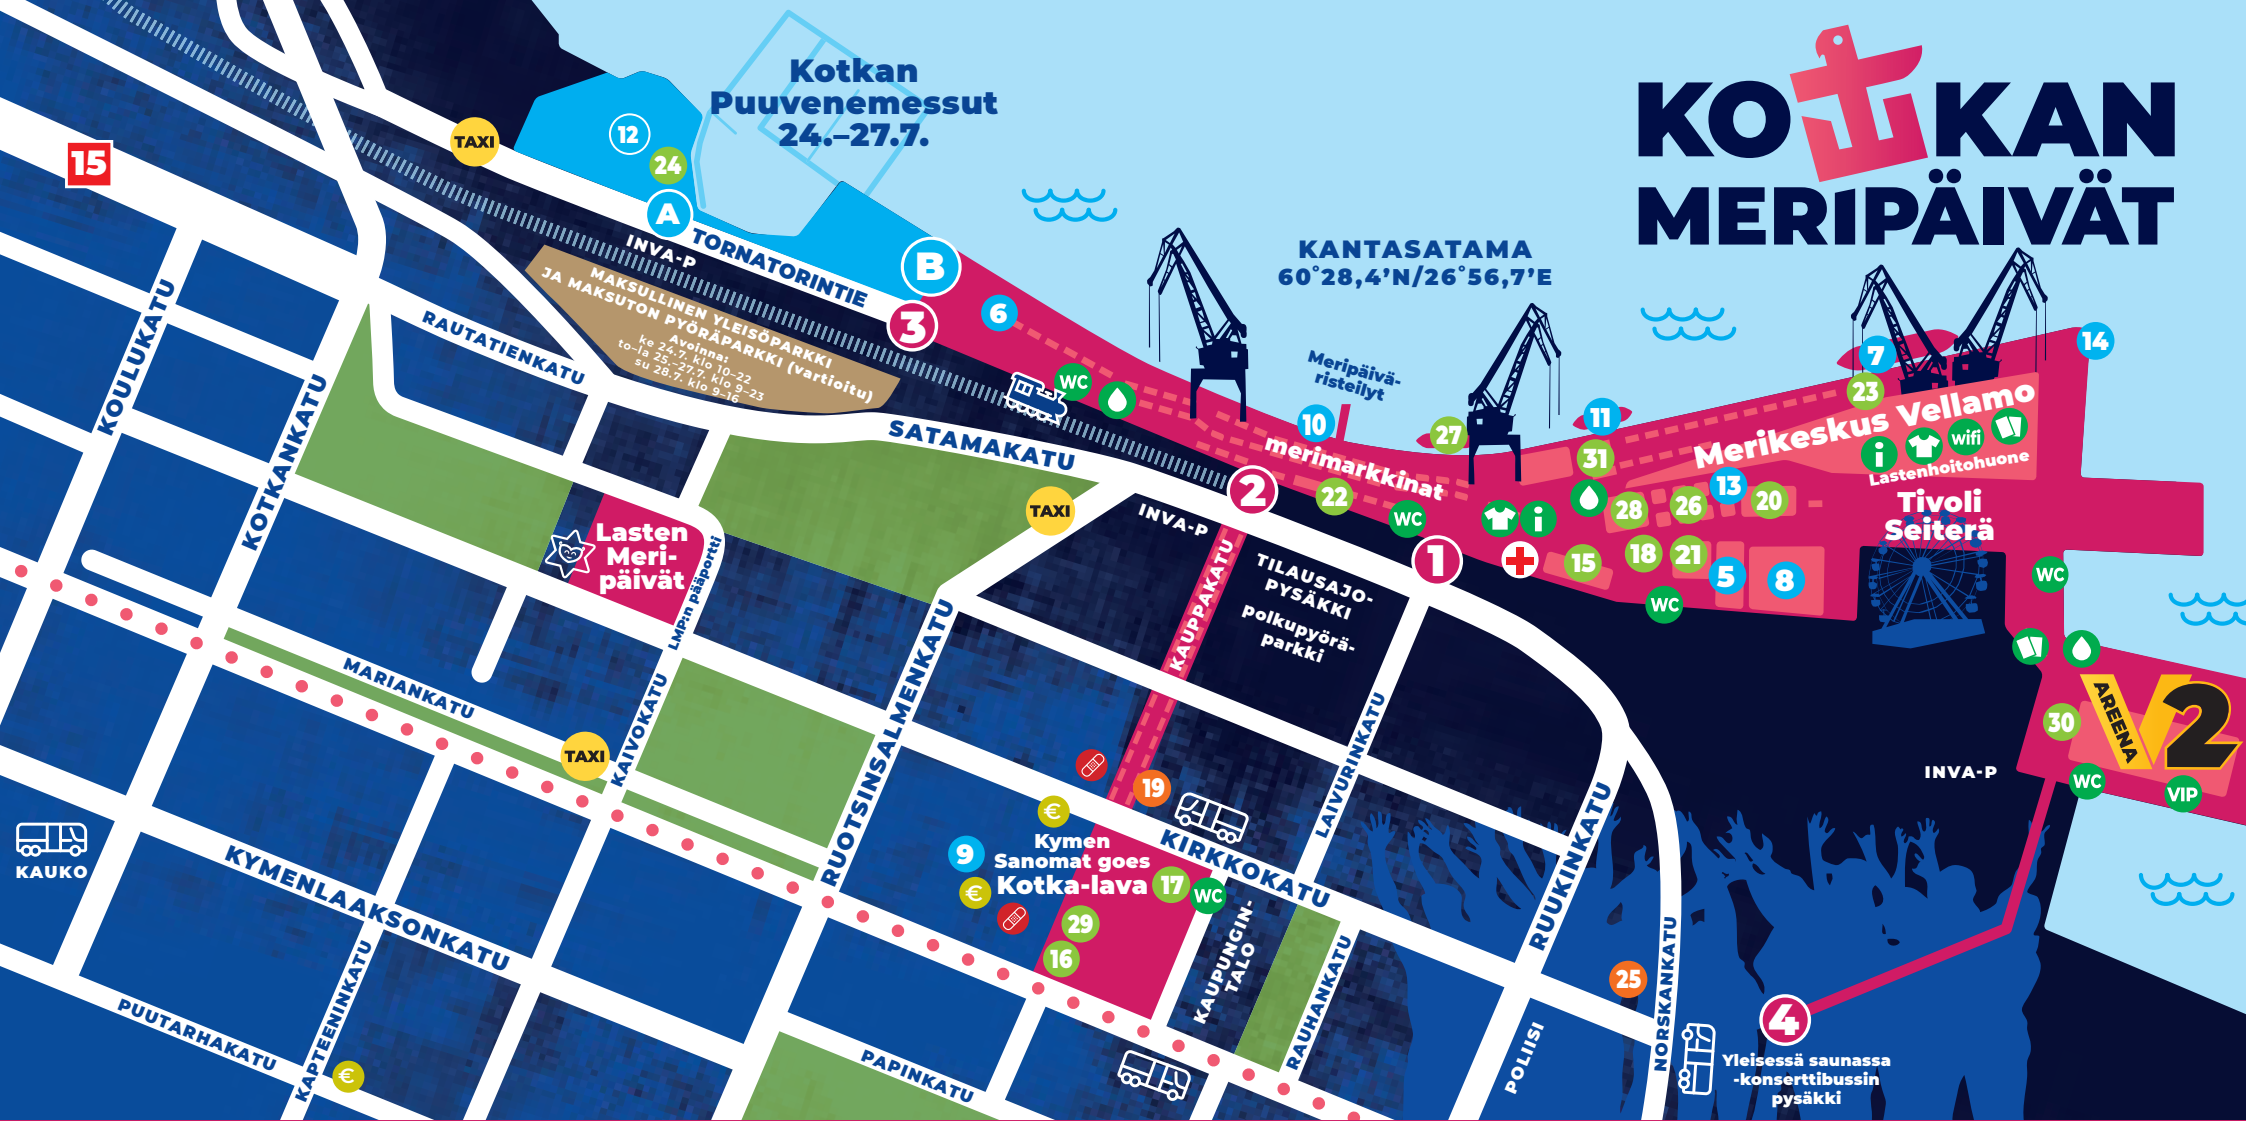 KOTKAN
MERIPÄIVÄT
Kotkan
Puuvenemessut
24.–27.7.
12
24
TAXI
15
A
TORNATORINTIE
INVA-P
B
3
6
KANTASATAMA
60°28,4’N/26°56,7’E
MAKSULLINEN YLEISÖPARKKI
JA MAKSUTON PYÖRÄPARKKI (vartioitu)
Avoinna:
ke 24.7. klo 10–22
to–la 25.–27.7. klo 9–23
su 28.7. klo 9–16
WC
Meripäivä-
risteilyt
10
merimarkkinat
22
WC
27
11
31
7
23
14
Merikeskus Vellamo
i
wifi
Lastenhoitohuone
Tivoli
Seiterä
13
28
26
20
18
21
15
5
8
WC
i
WC
KOULUKATU
KOTKANKATU
RAUTATIENKATU
SATAMAKATU
TAXI
2
1
INVA-P
KAUPPAKATU
TILAUSAJO-
PYSÄKKI
polkupyörä-
parkki
Lasten
Meri-
päivät
LMP:n pääportti
MARIANKATU
TAXI
KAIVOKATU
RUOTSINSALMENKATU
LAIVURINKATU
RUUKINKATU
30
AREENA
V2
WC
VIP
INVA-P
19
€
9
Kymen
Sanomat goes
Kotka-lava
€
17
WC
29
16
KIRKKOKATU
KAUPUNGIN-
TALO
RAUHANKATU
KAUKO
KYMENLAAKSONKATU
KAPTEENINKATU
PUUTARHAKATU
€
PAPINKATU
POLIISI
25
NORSKANKATU
4
Yleisessä saunassa
-konserttibussin
pysäkki